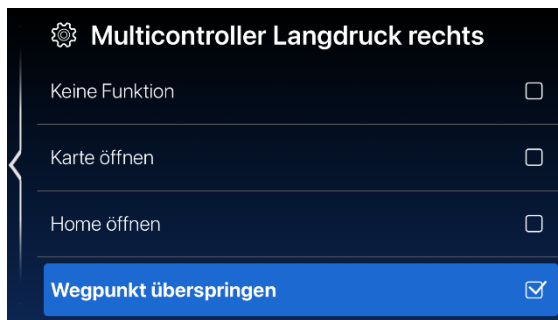 Multicontroller Langdruck rechts
Keine Funktion
Karte öffnen
Home öffnen
Wegpunkt überspringen